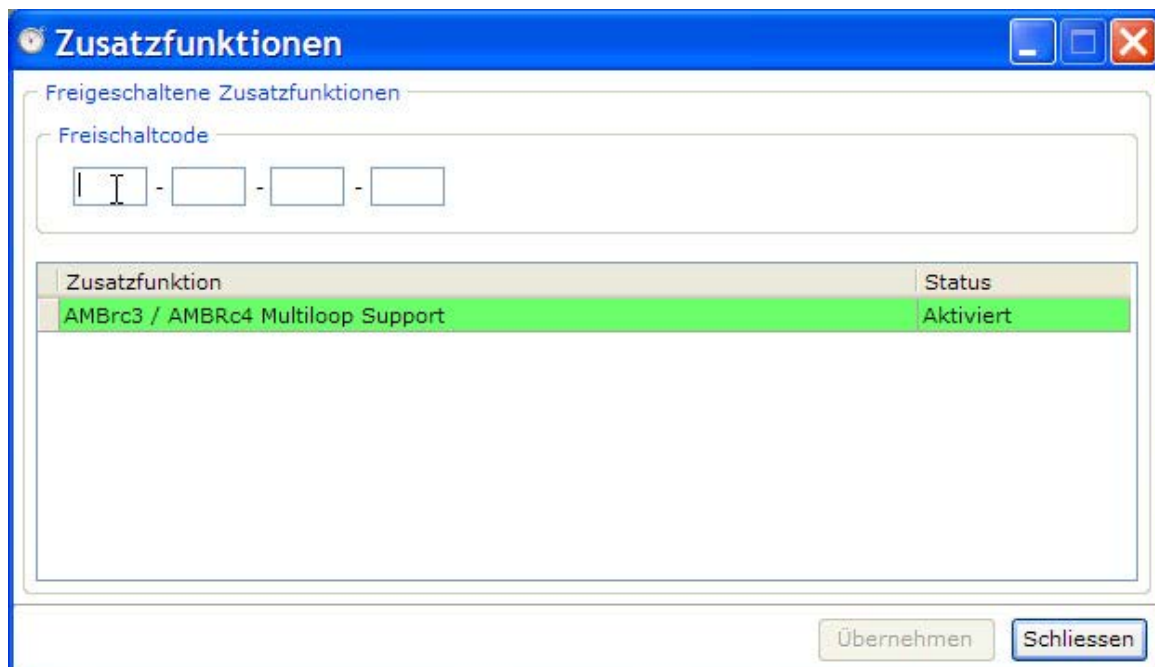 Zusatzfunktionen
Freigeschaltene Zusatzfunktionen
Freischaltcode
- - -
Zusatzfunktion Status
AMBrc3 / AMBRc4 Multiloop Support Aktiviert
Übernehmen Schliessen